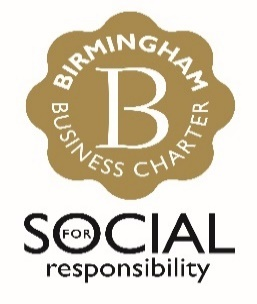 BIRMINGHAM
B
BUSINESS CHARTER
FOR
SOCIAL
responsibility